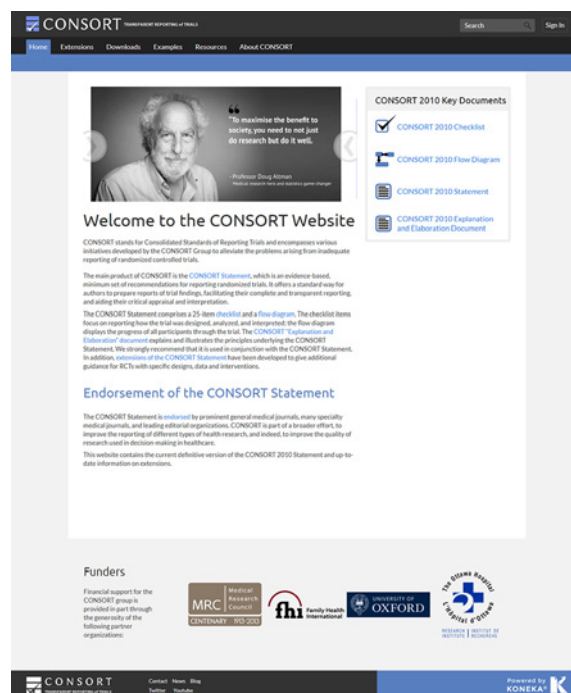 CONSORT TRANSPARENT REPORTING of TRIALS
Search
Sign In
Home Extensions Downloads Examples Resources About CONSORT
"To maximise the benefit to
society, you need to not just
do research but do it well.
- Professor Doug Altman
Medical research hero and statistics game changer
CONSORT 2010 Key Documents
CONSORT 2010 Checklist
CONSORT 2010 Flow Diagram
CONSORT 2010 Statement
CONSORT 2010 Explanation
and Elaboration Document
Welcome to the CONSORT Website
CONSORT stands for Consolidated Standards of Reporting Trials and encompasses various
initiatives developed by the CONSORT Group to alleviate the problems arising from inadequate
reporting of randomized controlled trials.
The main product of CONSORT is the CONSORT Statement, which is an evidence-based,
minimum set of recommendations for reporting randomized trials. It offers a standard way for
authors to prepare reports of trial findings, facilitating their complete and transparent reporting,
and aiding their critical appraisal and interpretation.
The CONSORT Statement comprises a 25-item checklist and a flow diagram. The checklist items
focus on reporting how the trial was designed, analyzed, and interpreted; the flow diagram
displays the progress of all participants through the trial. The CONSORT "Explanation and
Elaboration" document explains and illustrates the principles underlying the CONSORT
Statement. We strongly recommend that it is used in conjunction with the CONSORT Statement.
In addition, extensions of the CONSORT Statement have been developed to give additional
guidance for RCTs with specific designs, data and interventions.
Endorsement of the CONSORT Statement
The CONSORT Statement is endorsed by prominent general medical journals, many specialty
medical journals, and leading editorial organizations. CONSORT is part of a broader effort, to
improve the reporting of different types of health research, and indeed, to improve the quality of
research used in decision-making in healthcare.
This website contains the current definitive version of the CONSORT 2010 Statement and up-to-
date information on extensions.
Funders
Financial support for the
CONSORT group is
provided in part through
the generosity of the
following partner
organizations:
MRC Medical
Research
Council
CENTENARY 1913-2013
fhi Family Health
International
UNIVERSITY OF
OXFORD
The Ottawa Hospital
L'Hôpital d'Ottawa
RESEARCH INSTITUT DE
INSTITUTE RECHERCHE
CONSORT
TRANSPARENT REPORTING of TRIALS
Contact News Blog
Twitter Youtube
Powered by
KONEKA